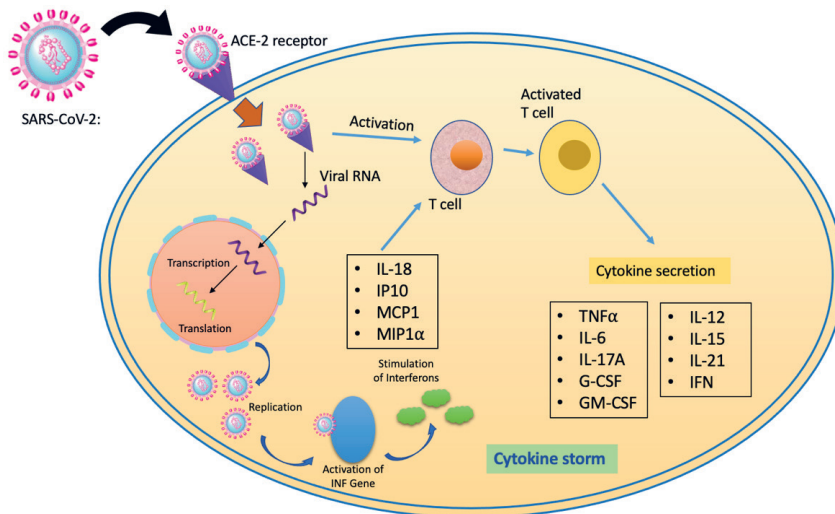 ACE-2 receptor
SARS-CoV-2:
Activation
Activated
T cell
Viral RNA
T cell
Transcription
Translation
• IL-18
• IP10
• MCP1
• MIP1α
Cytokine secretion
• TNFα
• IL-6
• IL-17A
• G-CSF
• GM-CSF
• IL-12
• IL-15
• IL-21
• IFN
Stimulation
of Interferons
Replication
Activation of
INF Gene
Cytokine storm